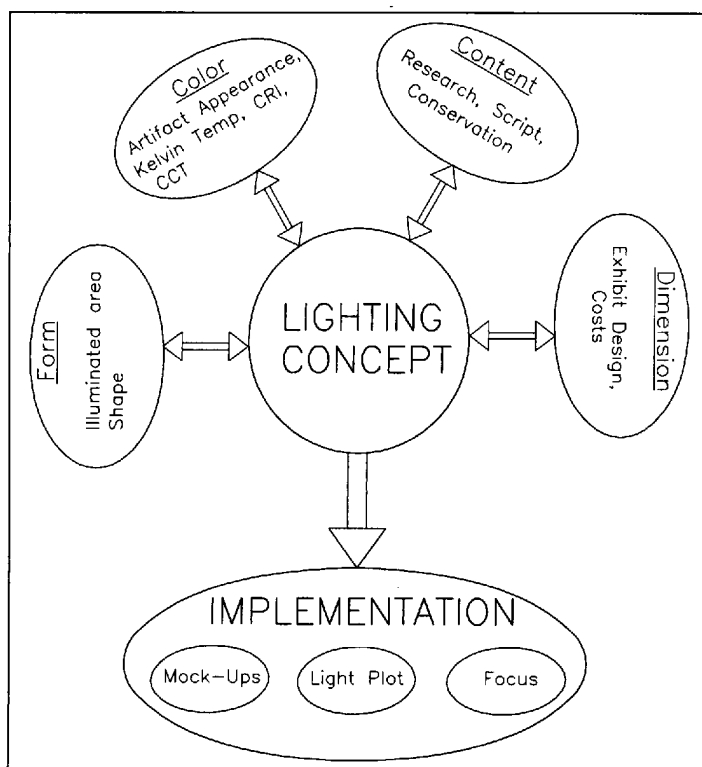 Color
Artifact Appearance,
Kelvin Temp, CRI,
CCT
Content
Research, Script,
Conservation
Form
Illuminated area
Shape
LIGHTING
CONCEPT
Dimension
Exhibit Design,
Costs
IMPLEMENTATION
Mock-Ups
Light Plot
Focus